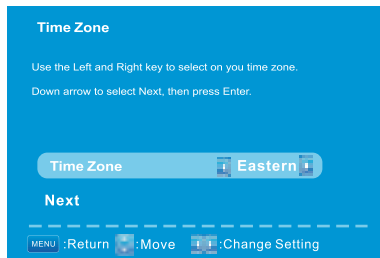 Time Zone
Use the Left and Right key to select on you time zone.
Down arrow to select Next, then press Enter.
Time Zone Eastern
Next
MENU :Return :Move :Change Setting